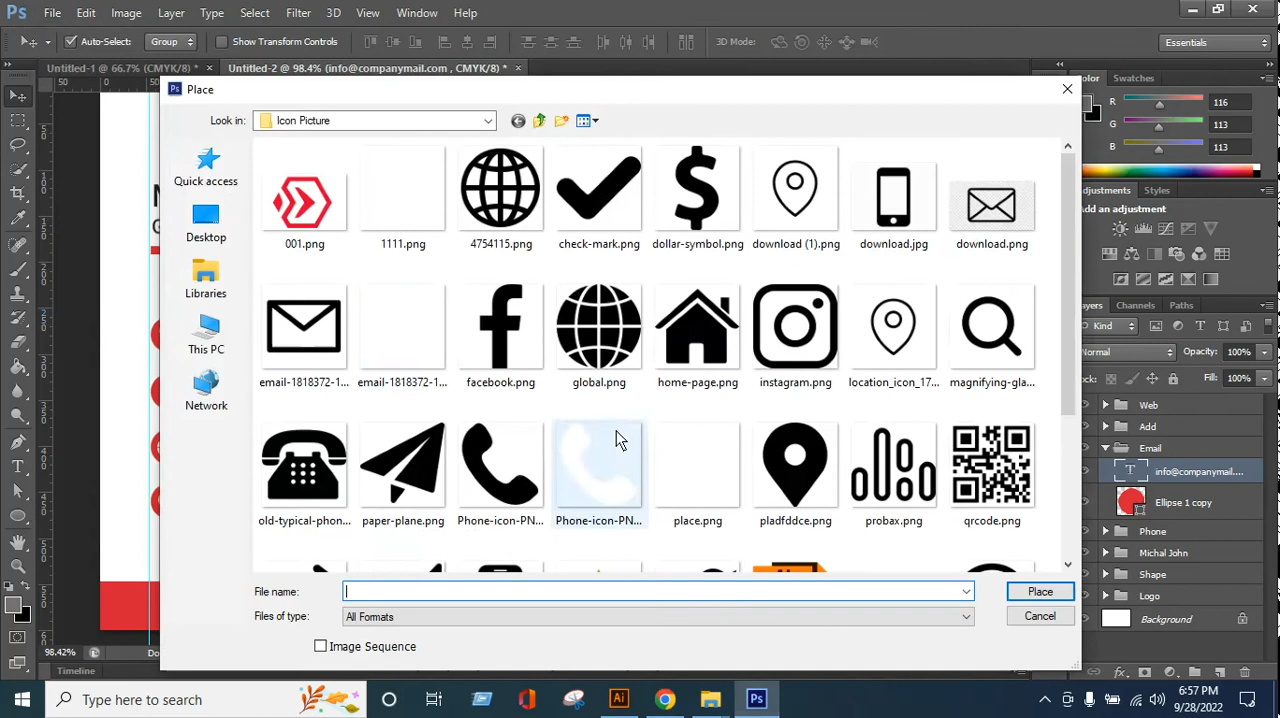 Ps File Edit Image Layer Type Select Filter 3D View Window Help
Auto-Select: Group Show Transform Controls 3D Mode: Essentials
Untitled-1 @ 66.7% (CMYK/8) * × Untitled-2 @ 98.4% (info@companymail.com , CMYK/8) * ×
Place
Look in: Icon Picture
Quick access
Desktop
Libraries
This PC
Network
001.png 1111.png 4754115.png check-mark.png dollar-symbol.png download (1).png download.jpg download.png
email-1818372-1... email-1818372-1... facebook.png global.png home-page.png instagram.png location_icon_17... magnifying-gla...
old-typical-phon... paper-plane.png Phone-icon-PN... Phone-icon-PN... place.png pladfddce.png probax.png qrcode.png
File name: Place
Files of type: All Formats Cancel
Image Sequence
olor Swatches
R 116
G 113
B 113
djustments Styles
Add an adjustment
ayers Channels Paths
Kind
Normal Opacity: 100%
Fill: 100%
Web
Add
Email
T info@companymail....
Ellipse 1 copy
Phone
Michal John
Shape
Logo
Background
98.42% Do
Timeline
Type here to search
8:57 PM
9/28/2022